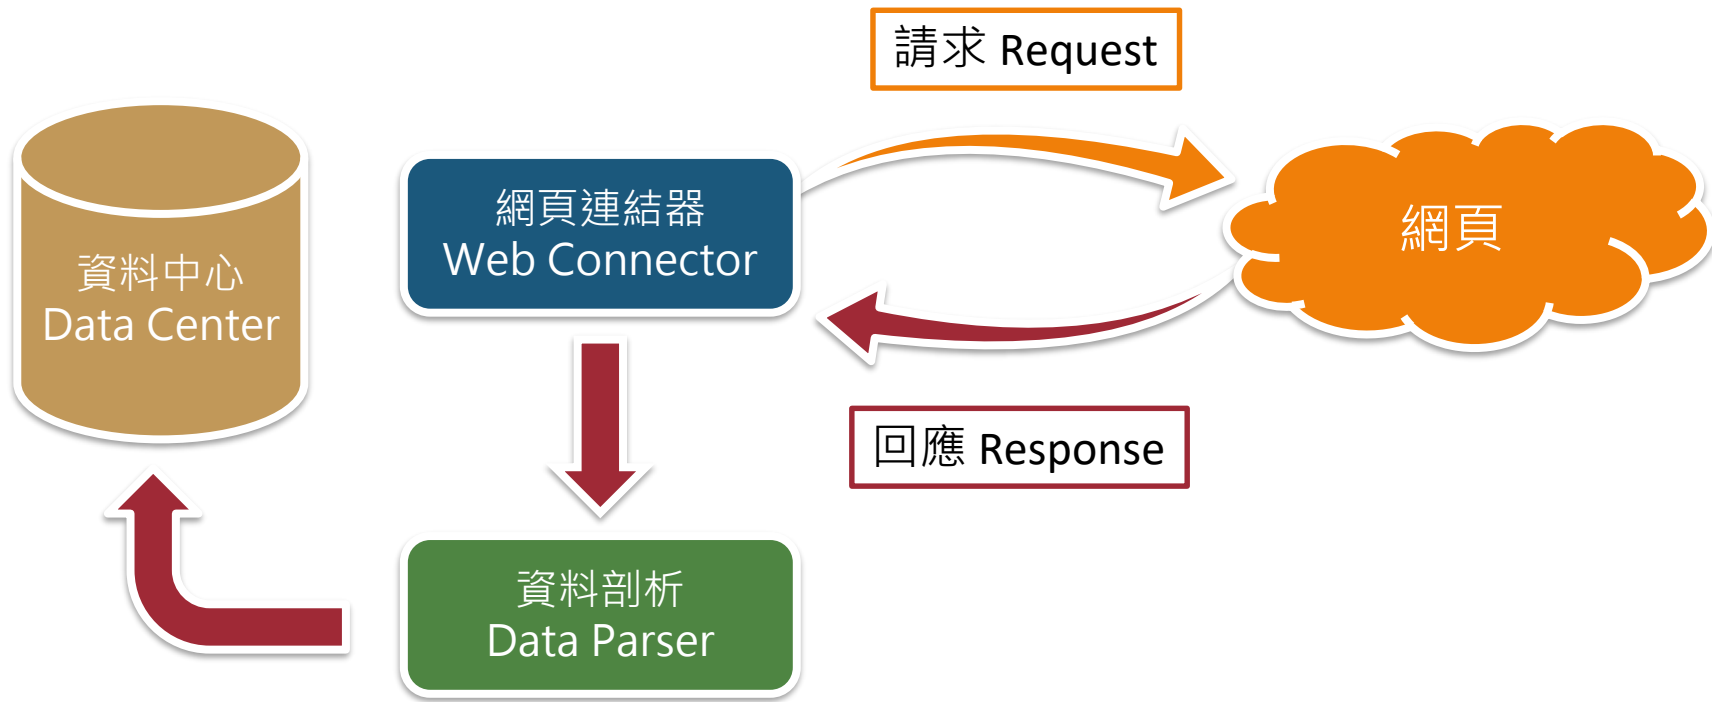 請求 Request
資料中心
Data Center
網頁連結器
Web Connector
網頁
回應 Response
資料剖析
Data Parser